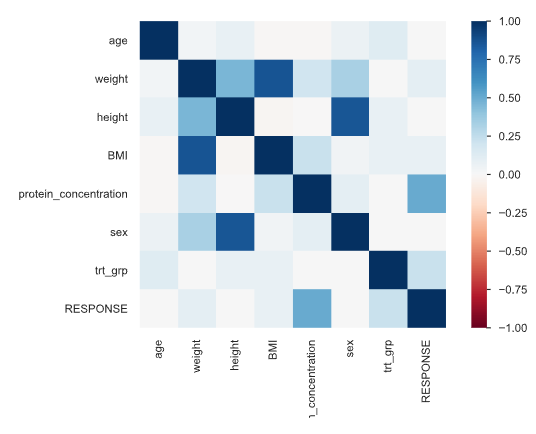 age
weight
height
BMI
protein_concentration
sex
trt_grp
RESPONSE
age
weight
height
BMI
n_concentration
sex
trt_grp
RESPONSE
1.00
0.75
0.50
0.25
0.00
−0.25
−0.50
−0.75
−1.00